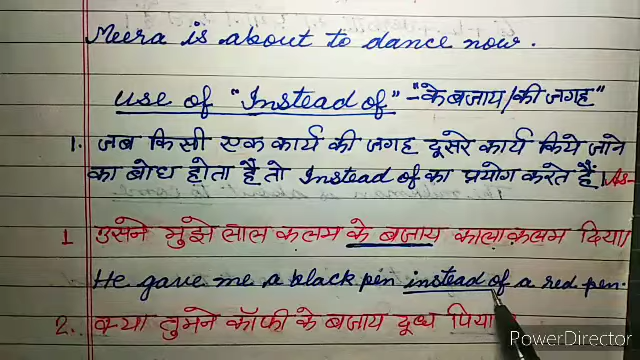 Meera is about to dance now.
use of "Instead of" - "के बजाय/की जगह"
1. जब किसी एक कार्य की जगह दूसरे कार्य किये जाने
का बोध होता है तो Instead of का प्रयोग करते हैं। As-
1 उसने मुझे लाल कलम के बजाय काला कलम दिया।
He gave me a black pen instead of a red pen.
2. क्या तुमने कॉफी के बजाय दूध पिया
PowerDirector